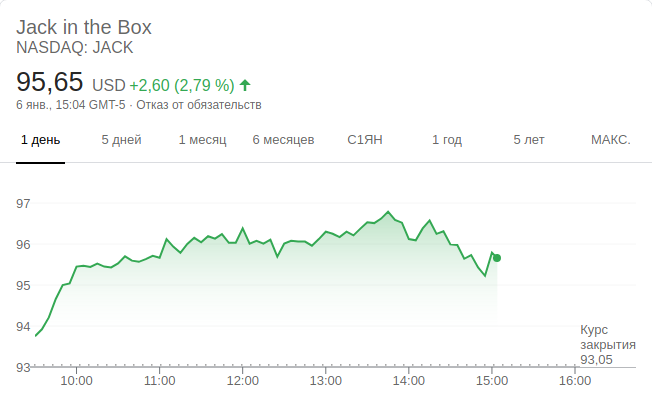 Jack in the Box
NASDAQ: JACK
95,65 USD +2,60 (2,79 %)
6 янв., 15:04 GMT-5 · Отказ от обязательств
1 день 5 дней 1 месяц 6 месяцев С1ЯН 1 год 5 лет МАКС.
97
96
95
94
93
Курс
закрытия
93,05
10:00 11:00 12:00 13:00 14:00 15:00 16:00